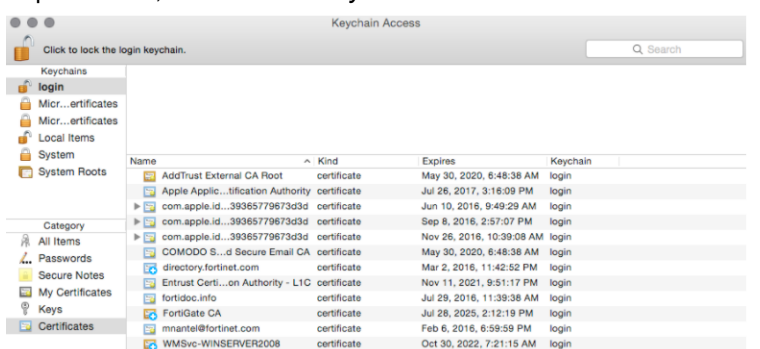 Keychain Access
Click to lock the login keychain.
Search
Keychains
login
Micr...ertificates
Micr...ertificates
Local Items
System
System Roots
Category
All Items
Passwords
Secure Notes
My Certificates
Keys
Certificates
Name Kind Expires Keychain
AddTrust External CA Root certificate May 30, 2020, 6:48:38 AM login
Apple Applic...tification Authority certificate Jul 26, 2017, 3:16:09 PM login
com.apple.id...39365779673d3d certificate Jun 10, 2016, 9:49:29 AM login
com.apple.id...39365779673d3d certificate Sep 8, 2016, 2:57:07 PM login
com.apple.id...39365779673d3d certificate Nov 26, 2016, 10:39:08 AM login
COMODO S...d Secure Email CA certificate May 30, 2020, 6:48:38 AM login
directory.fortinet.com certificate Mar 2, 2016, 11:42:52 PM login
Entrust Certi...on Authority - L1C certificate Nov 11, 2021, 9:51:17 PM login
fortidoc.info certificate Jul 29, 2016, 11:39:38 AM login
FortiGate CA certificate Jul 28, 2025, 2:12:19 PM login
mnantel@fortinet.com certificate Feb 6, 2016, 6:59:59 PM login
WMSvc-WINSERVER2008 certificate Oct 30, 2022, 7:21:15 AM login